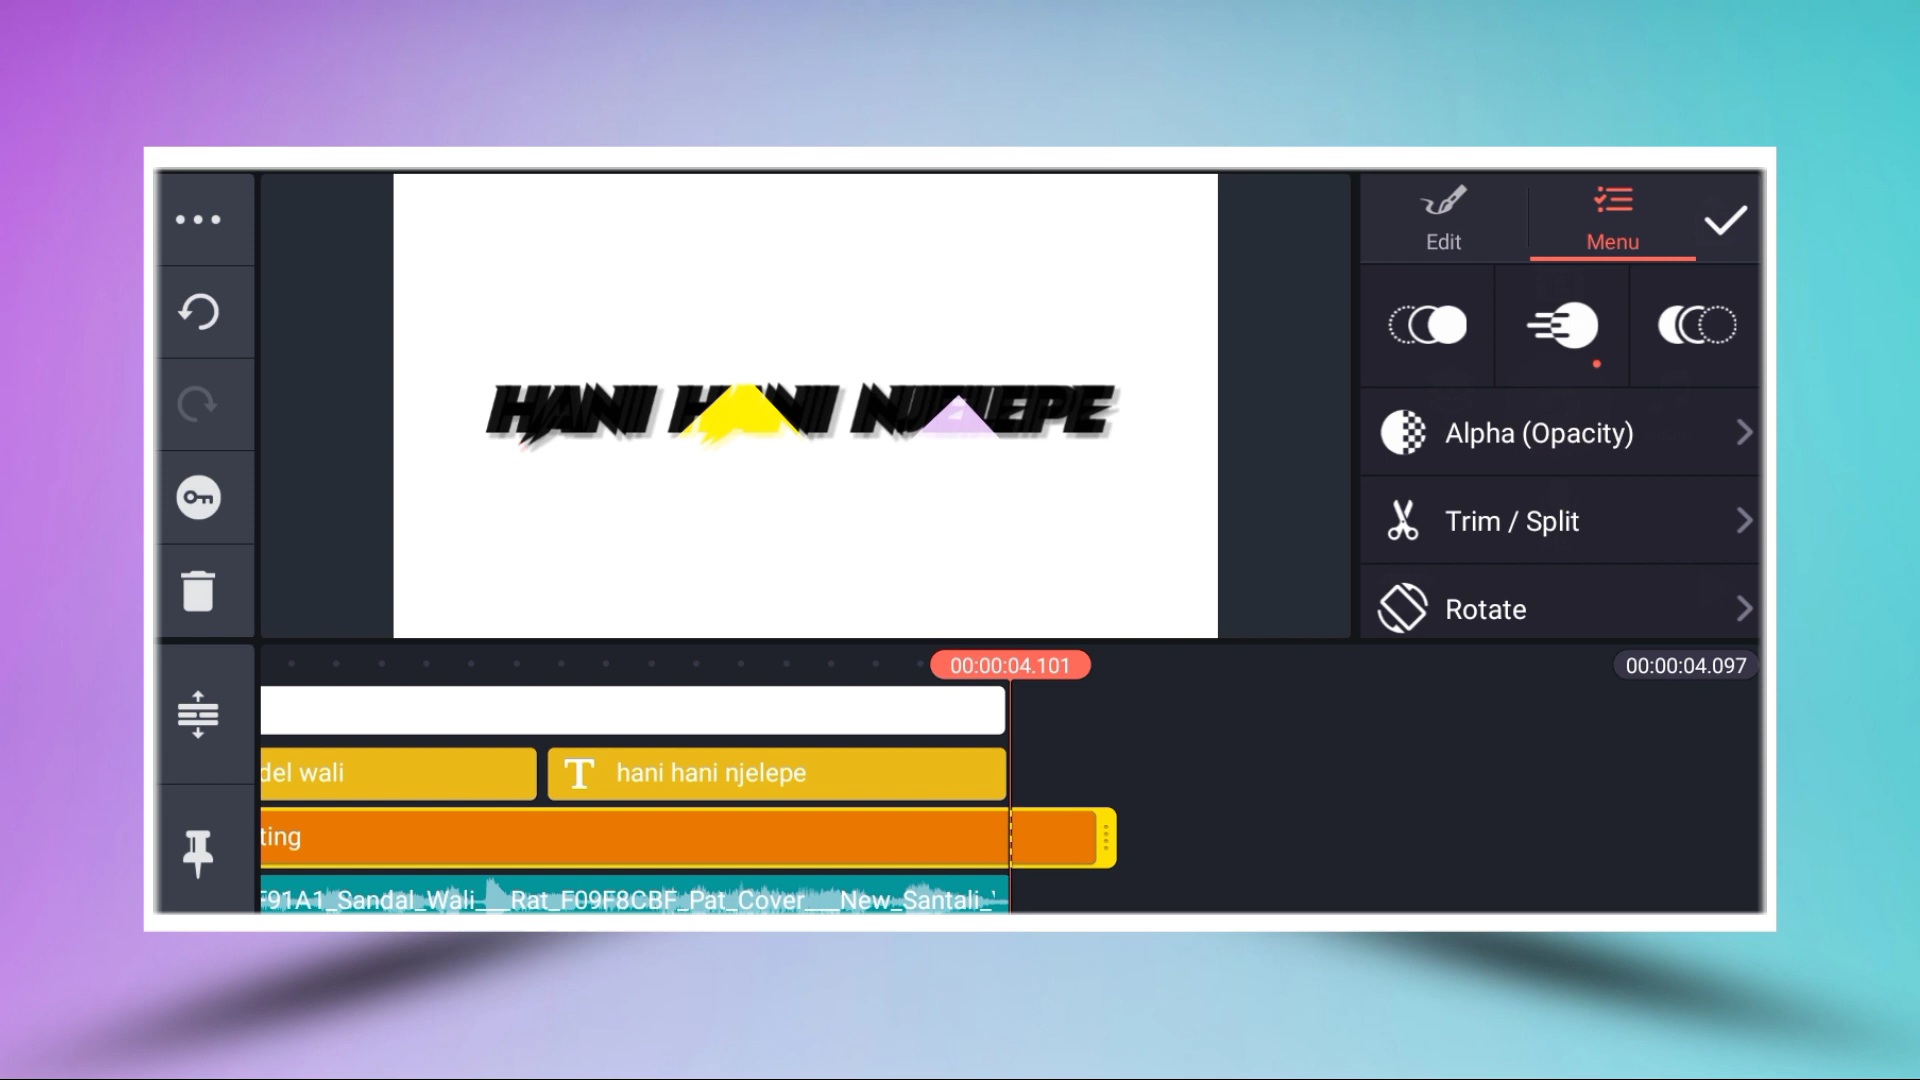 Edit
Menu
HANI HANI NJELEPE
Alpha (Opacity)
Trim / Split
Rotate
00:00:04.101
00:00:04.097
del wali
T hani hani njelepe
ting
F91A1_Sandal_Wali___Rat_F09F8CBF_Pat_Cover___New_Santali_